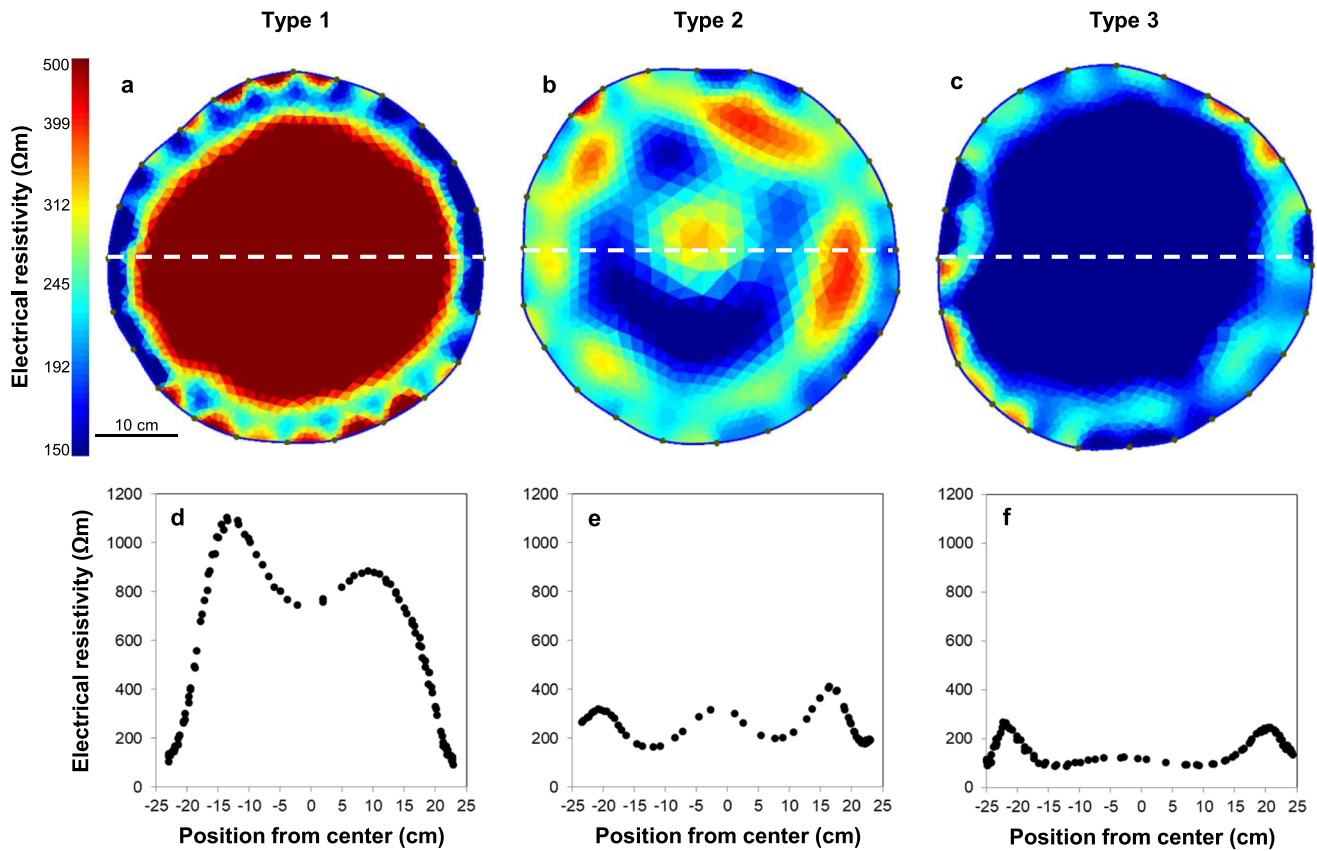 Type 1
Type 2
Type 3
a
b
c
Electrical resistivity (Ωm)
500
399
312
245
192
150
10 cm
d
e
f
Electrical resistivity (Ωm)
1200
1000
800
600
400
200
0
-25 -20 -15 -10 -5 0 5 10 15 20 25
Position from center (cm)
1200
1000
800
600
400
200
0
-25 -20 -15 -10 -5 0 5 10 15 20 25
Position from center (cm)
1200
1000
800
600
400
200
0
-25 -20 -15 -10 -5 0 5 10 15 20 25
Position from center (cm)